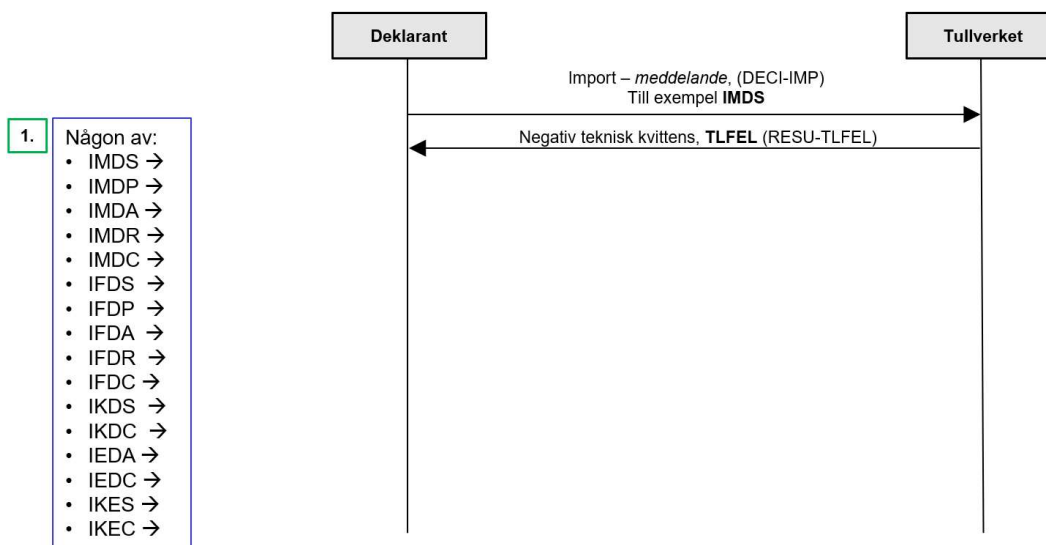 Deklarant
Tullverket
Import – meddelande, (DECI-IMP)
Till exempel IMDS
Negativ teknisk kvittens, TLFEL (RESU-TLFEL)
1.
Någon av:
• IMDS →
• IMDP →
• IMDA →
• IMDR →
• IMDC →
• IFDS →
• IFDP →
• IFDA →
• IFDR →
• IFDC →
• IKDS →
• IKDC →
• IEDA →
• IEDC →
• IKES →
• IKEC →